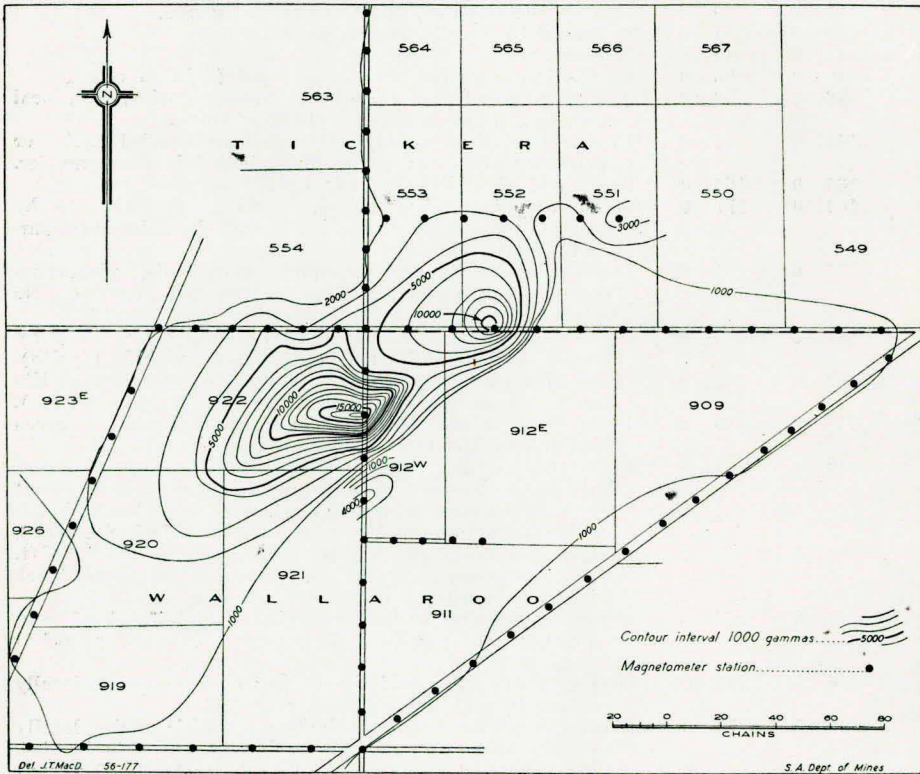 564 565 566 567
563
N
T I C K E R A
553 552 551 550
3000
554 549
2000 5000 1000
10000
923E 922 10000 15000 909
5000 912E
1000 912W
4000
926 920 1000
921
W A L L A R O O
1000 911
Contour interval 1000 gammas 5000
Magnetometer station
919
20 0 20 40 60 80
CHAINS
Del. J.T.MacD. 56-177 S.A. Dept. of Mines